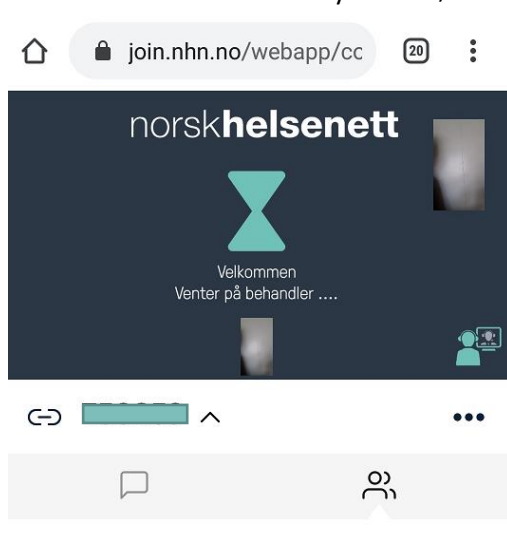 join.nhn.no/webapp/cc
20
norskhelsenett
Velkommen
Venter på behandler ....